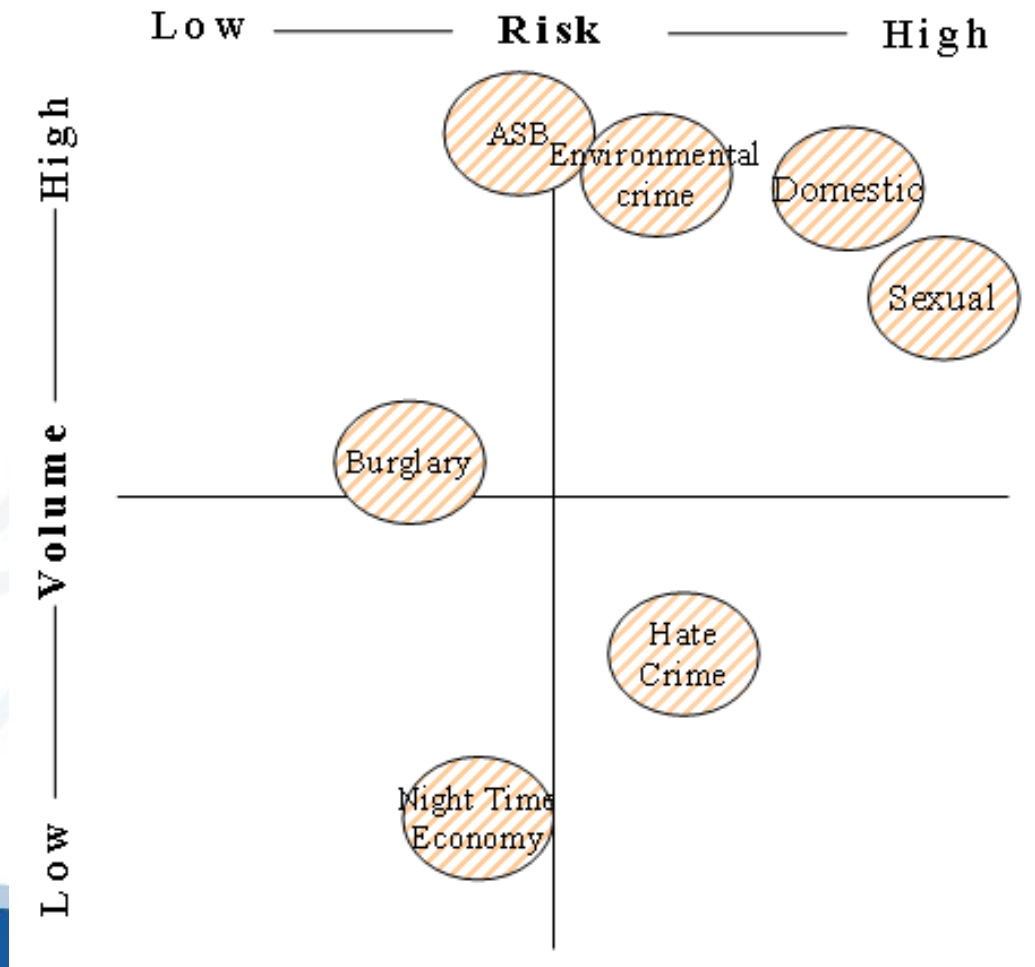 Low Risk High
High
Volume
Low
ASB
Environmental
crime
Domestic
Sexual
Burglary
Hate
Crime
Night Time
Economy